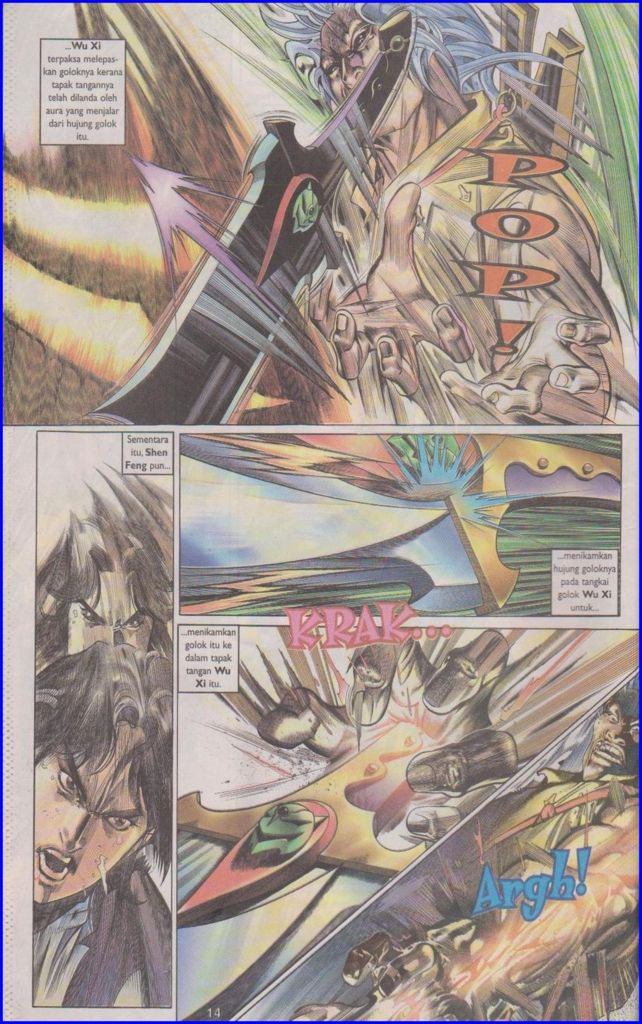 ...Wu Xi
terpaksa melepas-
kan goloknya kerana
tapak tangannya
telah dilanda oleh
aura yang menjalar
dari hujung golok
itu.
POP!
Sementara
itu, Shen
Feng pun...
...menikamkan
hujung goloknya
pada tangkai
golok Wu Xi
untuk...
KRAK...
...menikamkan
golok itu ke
dalam tapak
tangan Wu
Xi itu.
Argh!
14